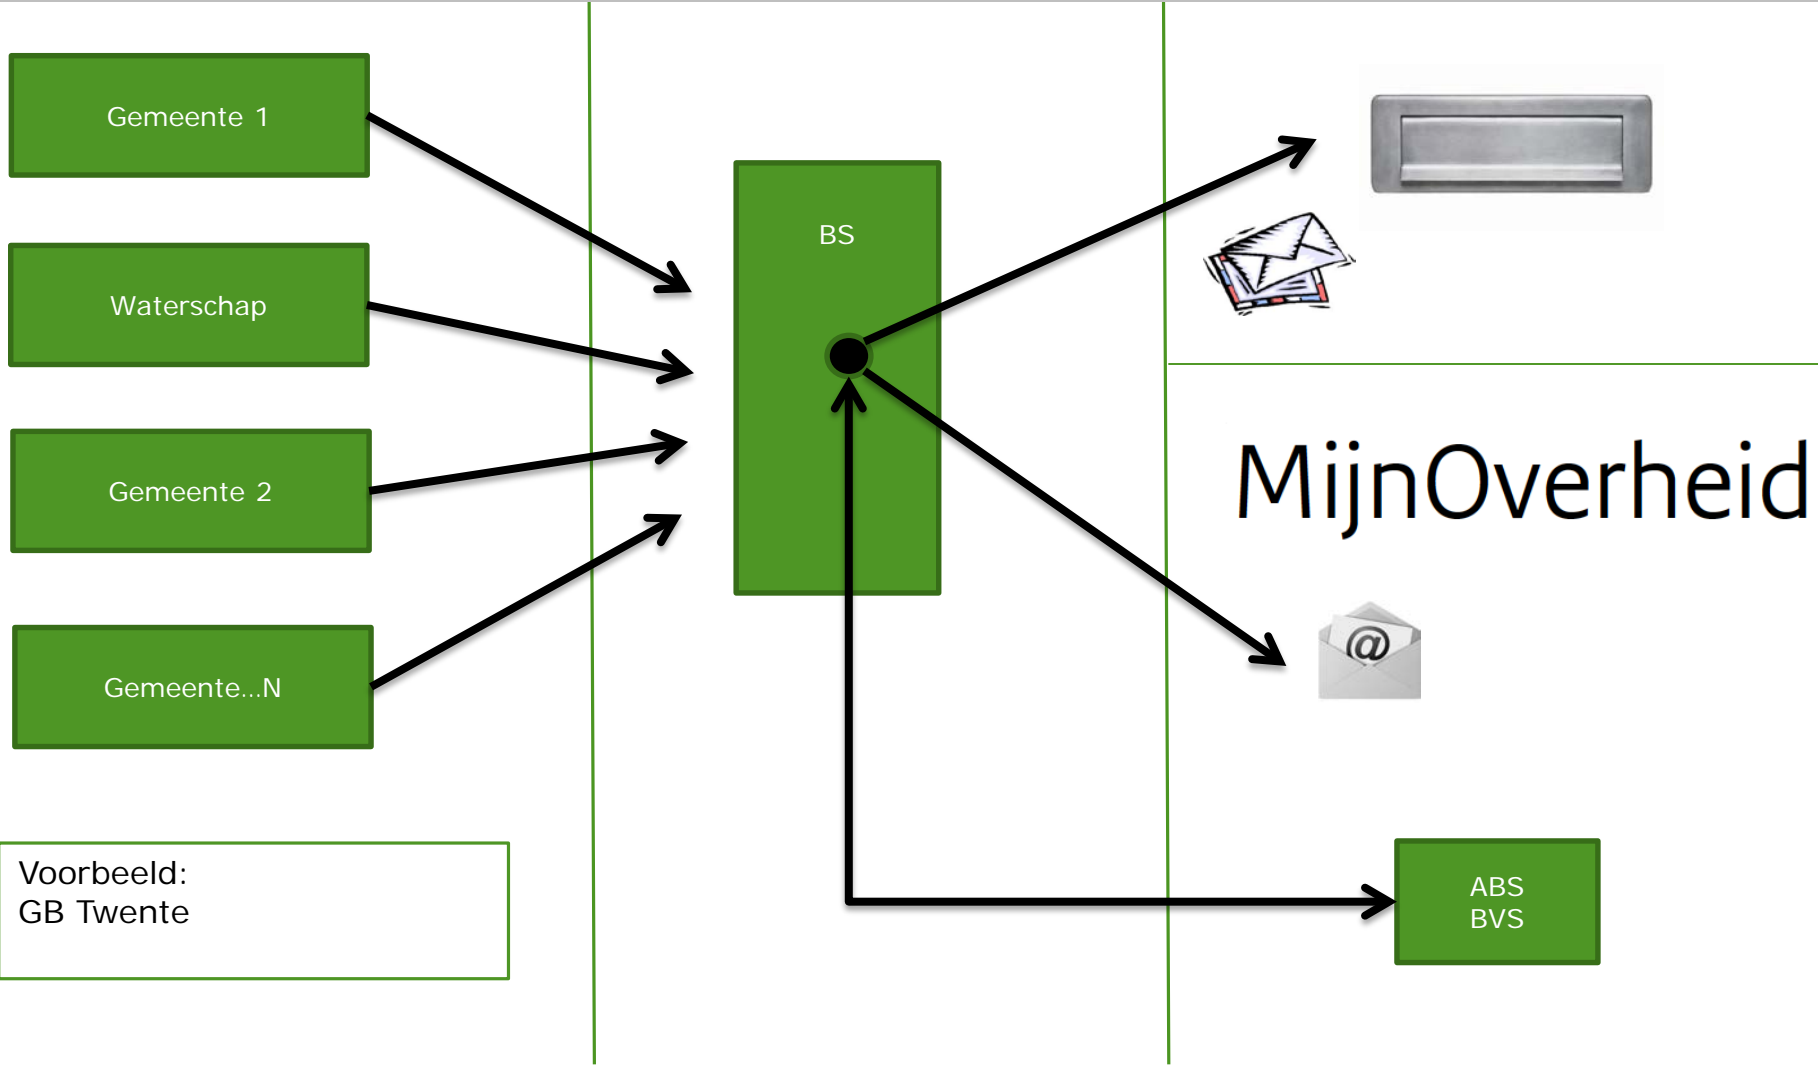 Gemeente 1
Waterschap
Gemeente 2
Gemeente...N
Voorbeeld:
GB Twente
BS
MijnOverheid
@
ABS
BVS